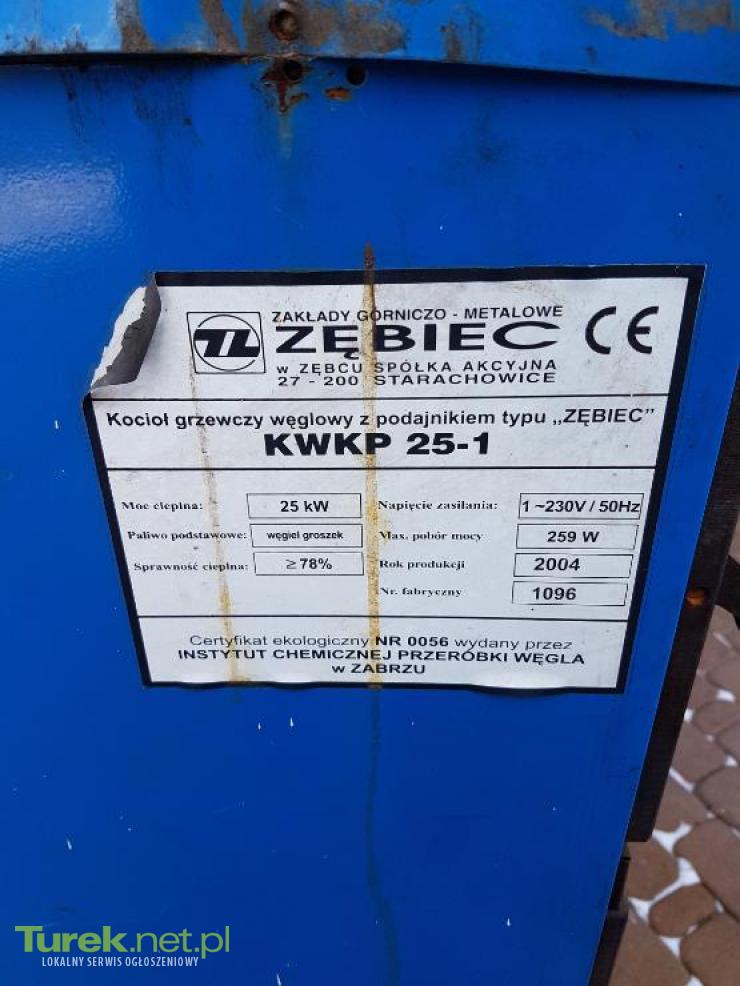 ZAKŁADY GÓRNICZO - METALOWE
ZĘBIEC CE
w ZĘBCU SPÓŁKA AKCYJNA
27 - 200 STARACHOWICE
Kocioł grzewczy węglowy z podajnikiem typu „ZĘBIEC”
KWKP 25-1
Moc cieplna: 25 kW Napięcie zasilania: 1 ~230V / 50Hz
Paliwo podstawowe: węgiel groszek Max. pobór mocy 259 W
Sprawność cieplna: ≥ 78% Rok produkcji 2004
Nr. fabryczny 1096
Certyfikat ekologiczny NR 0056 wydany przez
INSTYTUT CHEMICZNEJ PRZERÓBKI WĘGLA
w ZABRZU
Turek.net.pl
LOKALNY SERWIS OGŁOSZENIOWY